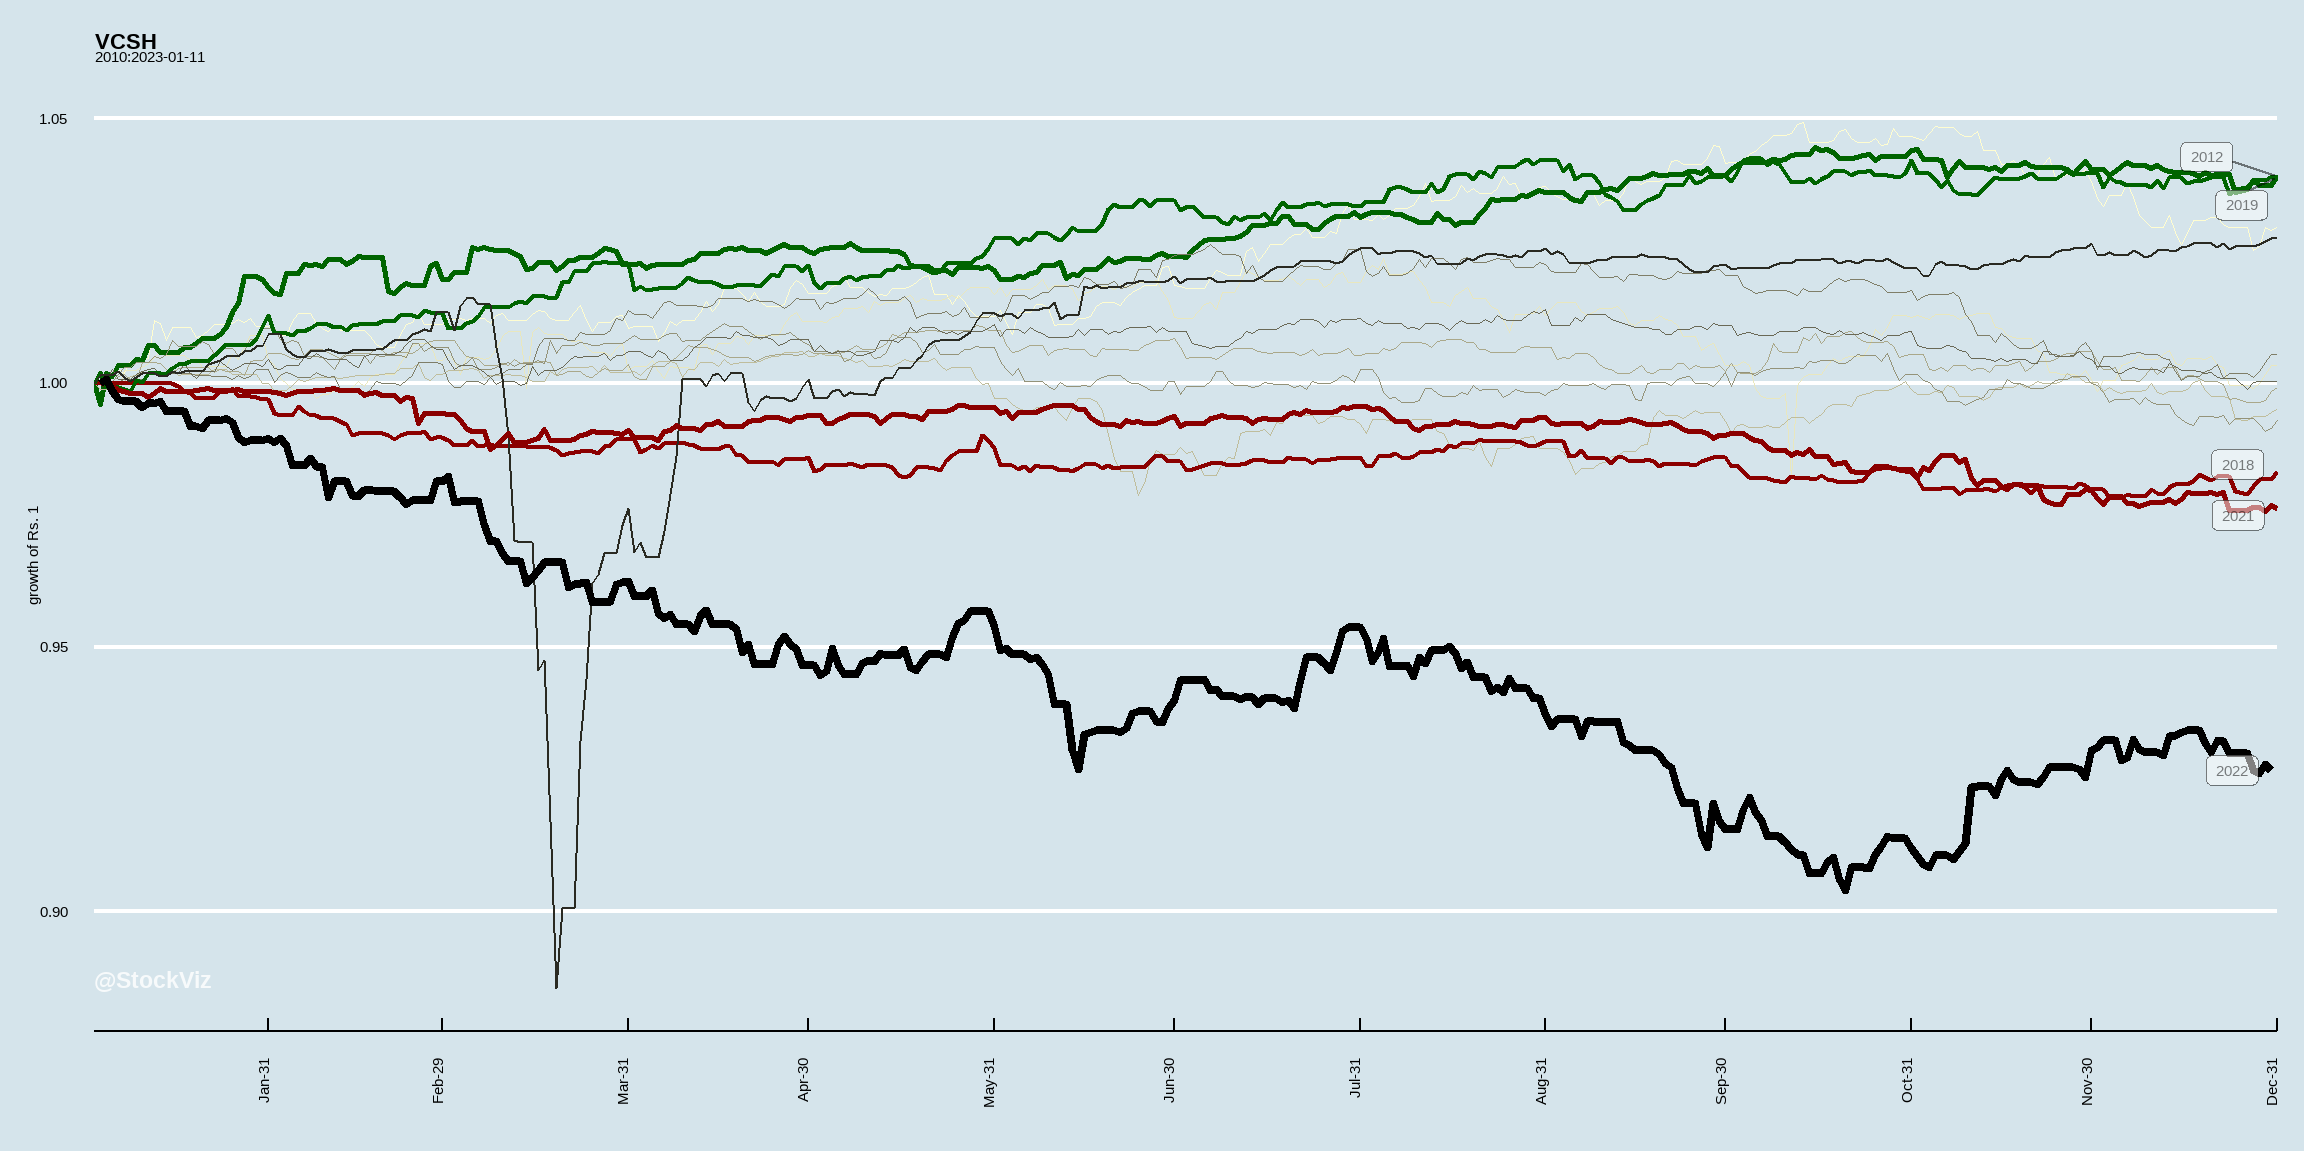 VCSH
2010:2023-01-11
1.05
1.00
0.95
0.90
growth of Rs. 1
2012
2019
2018
2021
2022
@StockViz
Jan-31
Feb-29
Mar-31
Apr-30
May-31
Jun-30
Jul-31
Aug-31
Sep-30
Oct-31
Nov-30
Dec-31